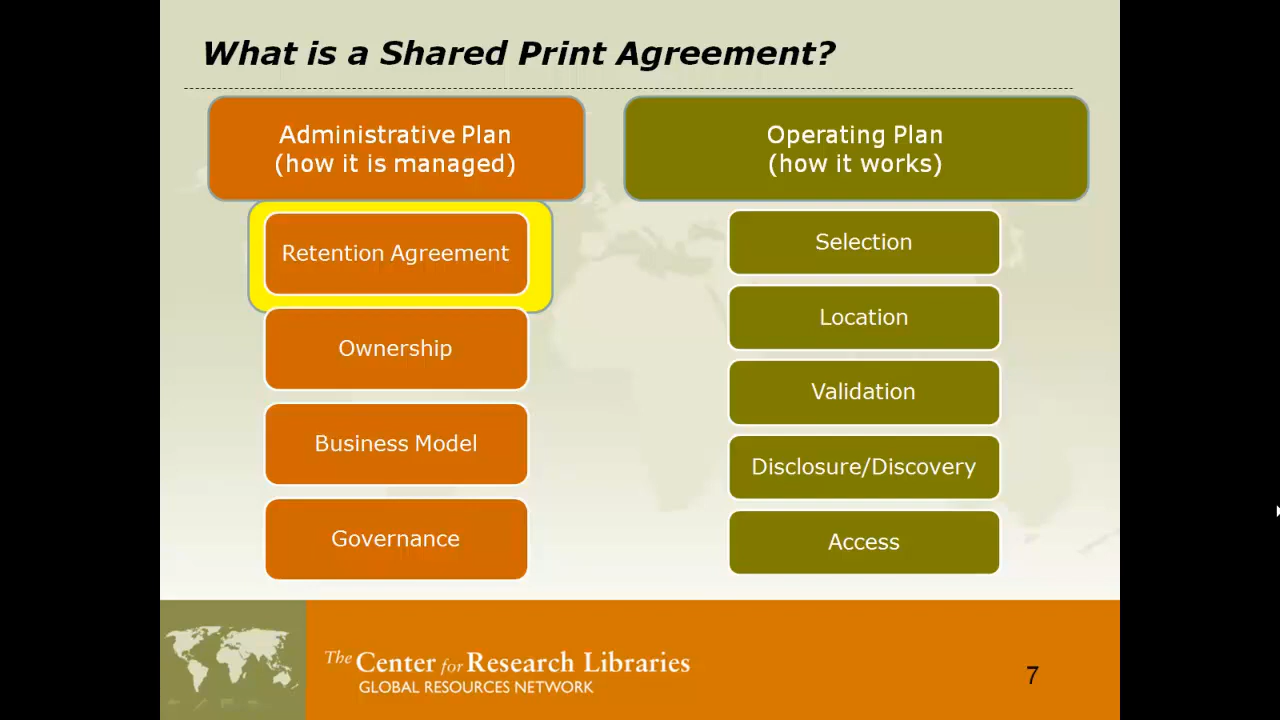 What is a Shared Print Agreement?
Administrative Plan
(how it is managed)
Retention Agreement
Ownership
Business Model
Governance
Operating Plan
(how it works)
Selection
Location
Validation
Disclosure/Discovery
Access
The Center for Research Libraries
GLOBAL RESOURCES NETWORK
7